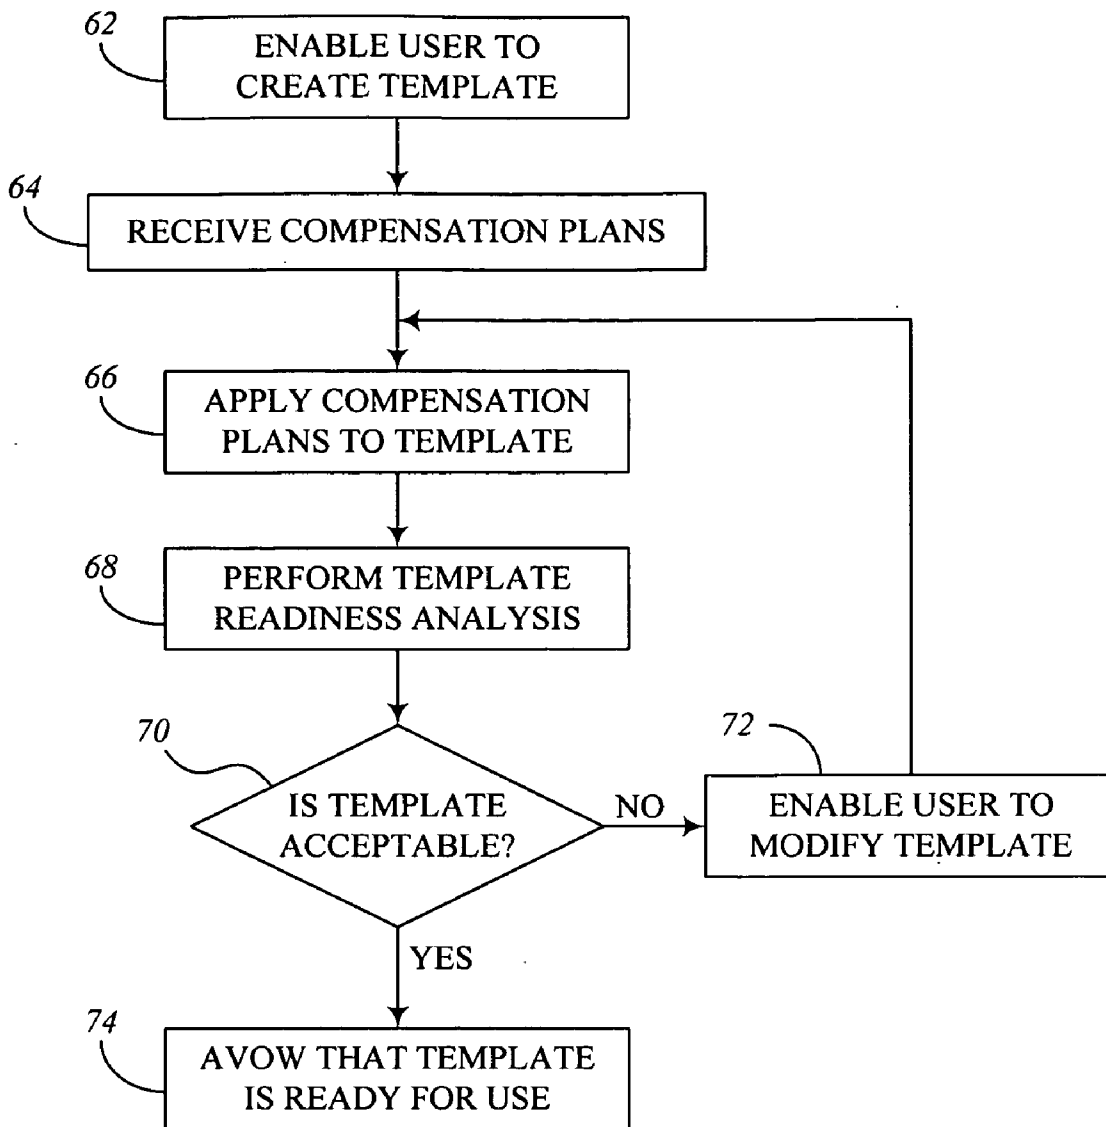 62
ENABLE USER TO
CREATE TEMPLATE
64
RECEIVE COMPENSATION PLANS
66
APPLY COMPENSATION
PLANS TO TEMPLATE
68
PERFORM TEMPLATE
READINESS ANALYSIS
70
IS TEMPLATE
ACCEPTABLE?
NO
72
ENABLE USER TO
MODIFY TEMPLATE
YES
74
AVOW THAT TEMPLATE
IS READY FOR USE